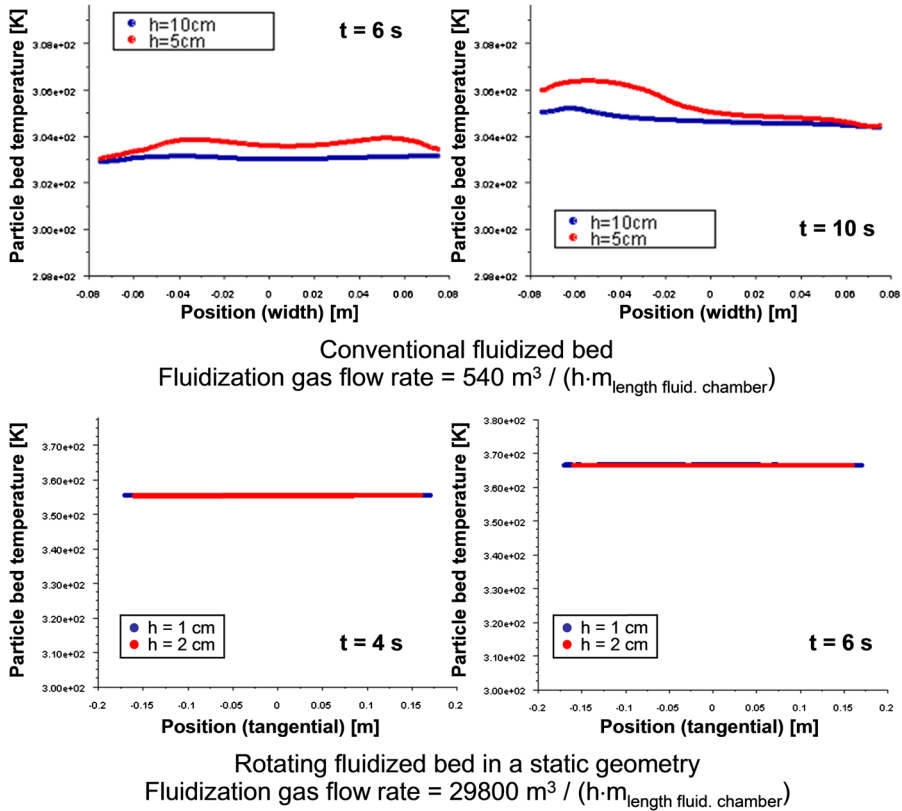 h=10cm
h=5cm
t = 6 s
Particle bed temperature [K]
3.08e+02
3.06e+02
3.04e+02
3.02e+02
3.00e+02
2.98e+02
-0.08 -0.06 -0.04 -0.02 0 0.02 0.04 0.06 0.08
Position (width) [m]
Particle bed temperature [K]
3.08e+02
3.06e+02
3.04e+02
3.02e+02
3.00e+02
2.98e+02
h=10cm
h=5cm
t = 10 s
-0.08 -0.06 -0.04 -0.02 0 0.02 0.04 0.06 0.08
Position (width) [m]
Conventional fluidized bed
Fluidization gas flow rate = 540 m³ / (h·m_length fluid. chamber)
Particle bed temperature [K]
3.70e+02
3.60e+02
3.50e+02
3.40e+02
3.30e+02
3.20e+02
3.10e+02
3.00e+02
h = 1 cm
h = 2 cm
t = 4 s
-0.2 -0.15 -0.1 -0.05 0 0.05 0.1 0.15 0.2
Position (tangential) [m]
Particle bed temperature [K]
3.80e+02
3.70e+02
3.60e+02
3.50e+02
3.40e+02
3.30e+02
3.20e+02
3.10e+02
3.00e+02
h = 1 cm
h = 2 cm
t = 6 s
-0.2 -0.15 -0.1 -0.05 0 0.05 0.1 0.15 0.2
Position (tangential) [m]
Rotating fluidized bed in a static geometry
Fluidization gas flow rate = 29800 m³ / (h·m_length fluid. chamber)